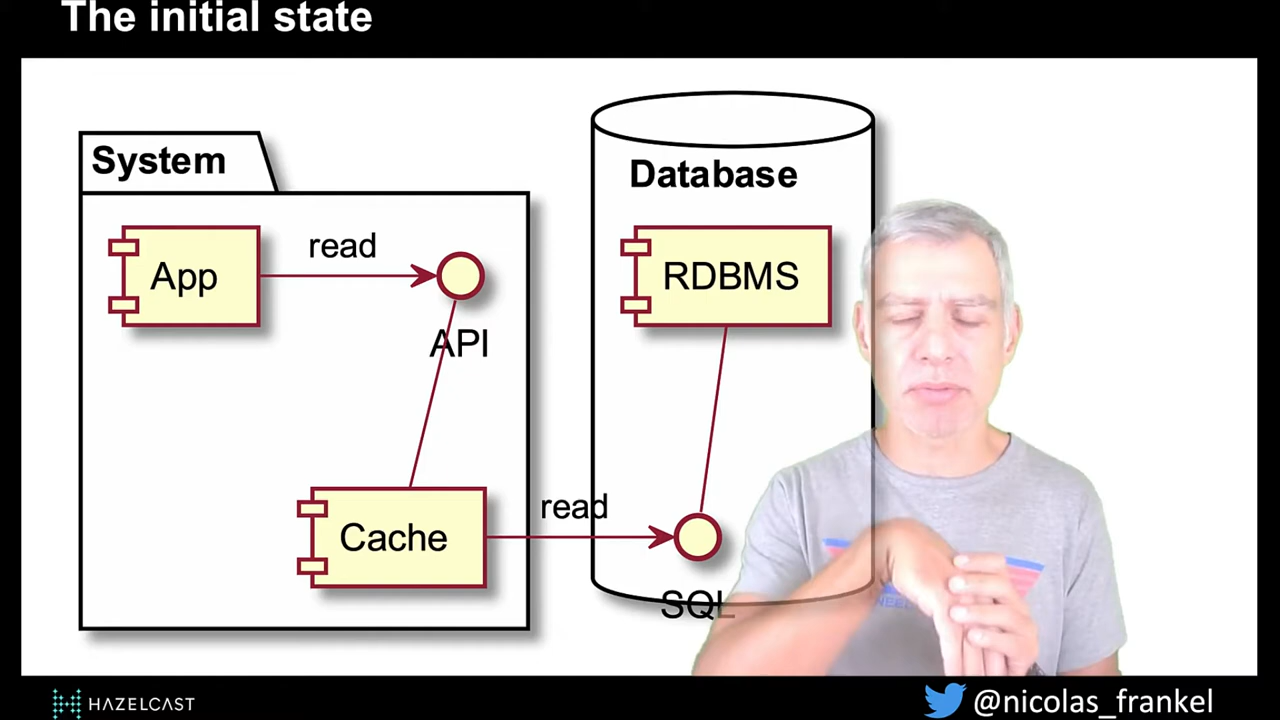 The initial state
System
Database
App
read
API
RDBMS
Cache
read
SQL
HAZELCAST
@nicolas_frankel